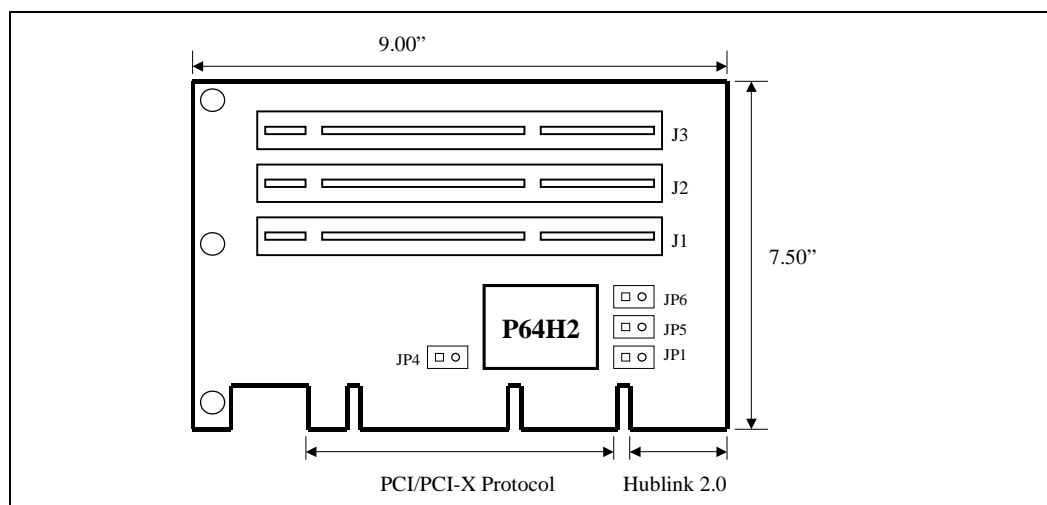 9.00”
J3
J2
J1
7.50”
JP6
P64H2
JP5
JP4
JP1
PCI/PCI-X Protocol
Hublink 2.0